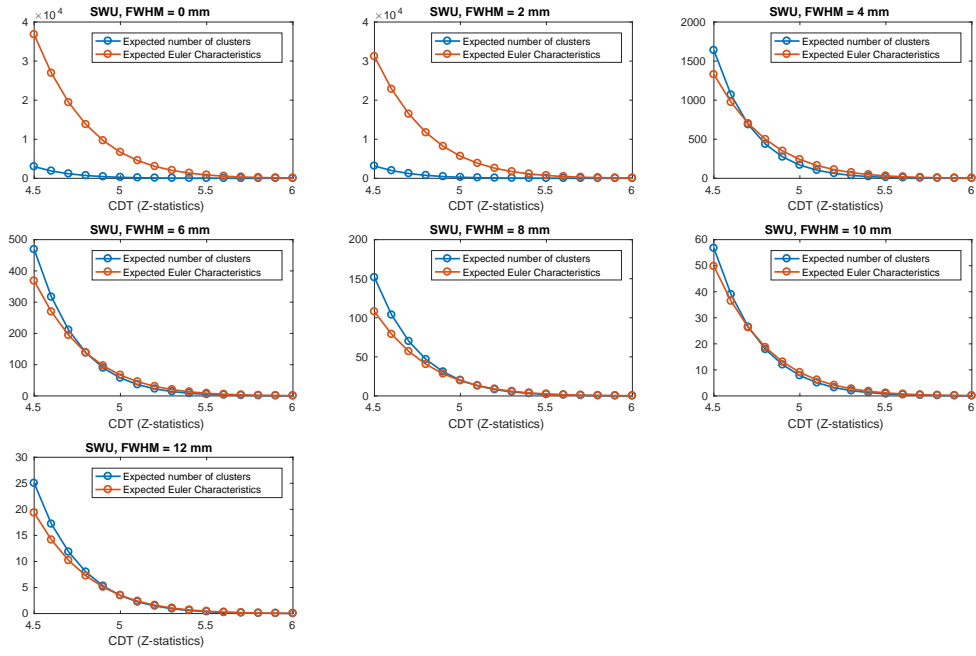 SWU, FWHM = 0 mm
× 10^4
4
3
2
1
0
4.5 5 5.5 6
CDT (Z-statistics)
Expected number of clusters
Expected Euler Characteristics
SWU, FWHM = 2 mm
× 10^4
4
3
2
1
0
4.5 5 5.5 6
CDT (Z-statistics)
Expected number of clusters
Expected Euler Characteristics
SWU, FWHM = 4 mm
2000
1500
1000
500
0
4.5 5 5.5 6
CDT (Z-statistics)
Expected number of clusters
Expected Euler Characteristics
SWU, FWHM = 6 mm
500
400
300
200
100
0
4.5 5 5.5 6
CDT (Z-statistics)
Expected number of clusters
Expected Euler Characteristics
SWU, FWHM = 8 mm
200
150
100
50
0
4.5 5 5.5 6
CDT (Z-statistics)
Expected number of clusters
Expected Euler Characteristics
SWU, FWHM = 10 mm
60
50
40
30
20
10
0
4.5 5 5.5 6
CDT (Z-statistics)
Expected number of clusters
Expected Euler Characteristics
SWU, FWHM = 12 mm
30
25
20
15
10
5
0
4.5 5 5.5 6
CDT (Z-statistics)
Expected number of clusters
Expected Euler Characteristics